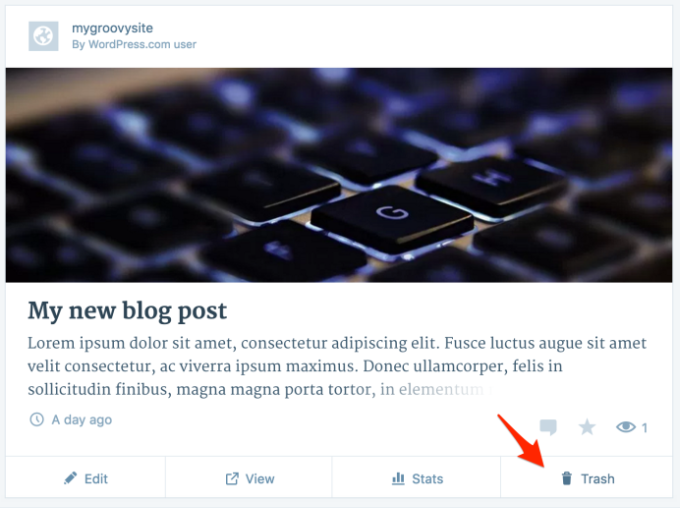 mygroovysite
By WordPress.com user
G
My new blog post
Lorem ipsum dolor sit amet, consectetur adipiscing elit. Fusce luctus augue sit amet
velit consectetur, ac viverra ipsum maximus. Donec ullamcorper, felis in
sollicitudin finibus, magna magna porta tortor, in elementum
A day ago
1
Edit
View
Stats
Trash